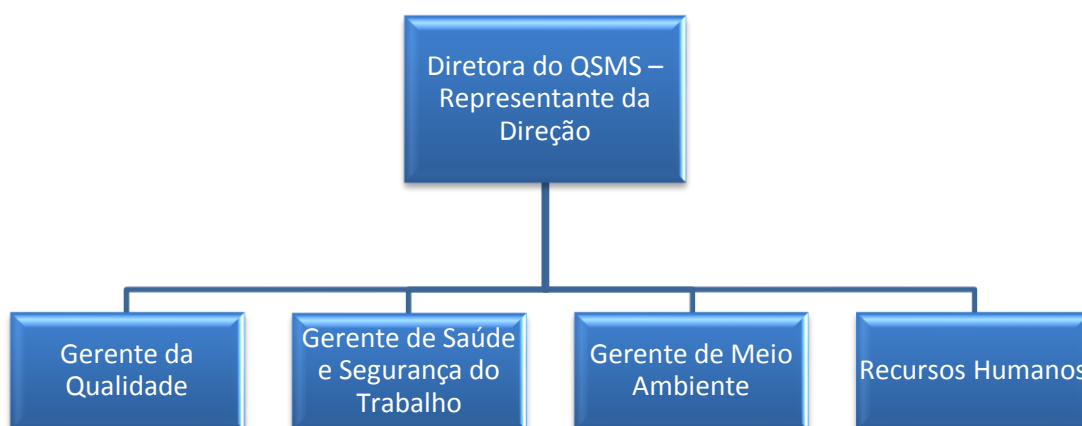 Diretora do QSMS –
Representante da
Direção
Gerente da
Qualidade
Gerente de Saúde
e Segurança do
Trabalho
Gerente de Meio
Ambiente
Recursos Humanos